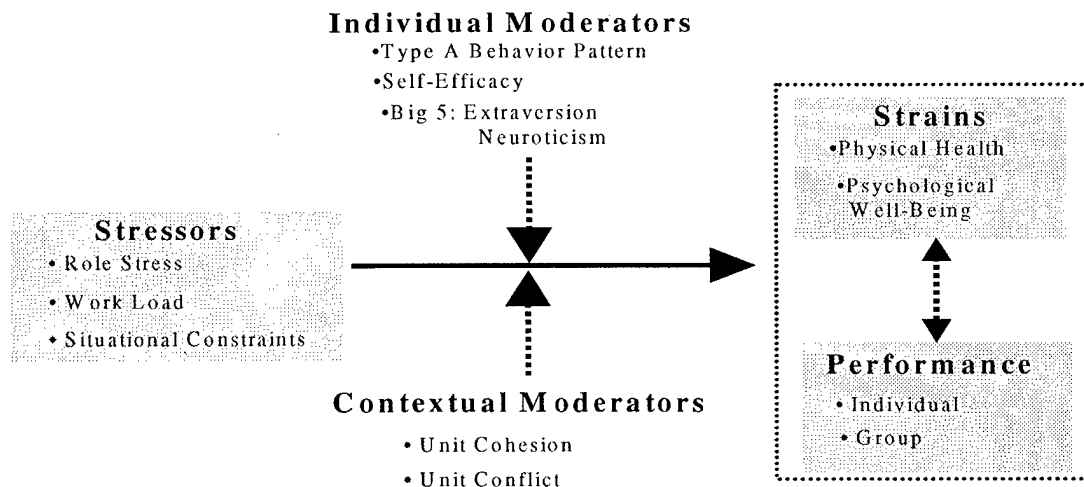 Individual Moderators
•Type A Behavior Pattern
•Self-Efficacy
•Big 5: Extraversion
Neuroticism
Stressors
• Role Stress
• Work Load
• Situational Constraints
Contextual Moderators
• Unit Cohesion
• Unit Conflict
Strains
•Physical Health
•Psychological
Well-Being
Performance
• Individual
• Group